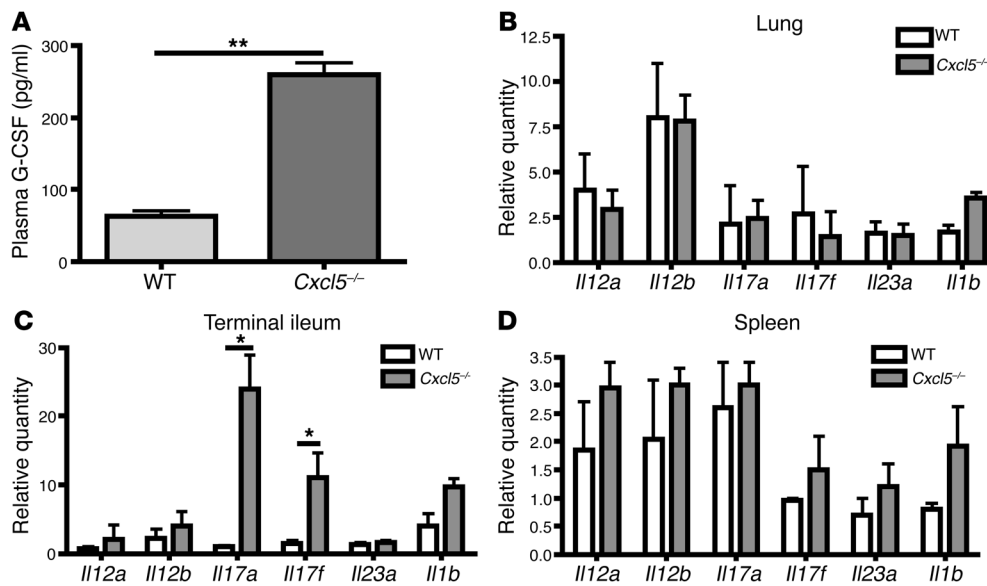 A
Plasma G-CSF (pg/ml)
300
200
100
0
**
WT
Cxcl5–/–
B
Lung
Relative quantity
12.5
10.0
7.5
5.0
2.5
0.0
WT
Cxcl5–/–
Il12a Il12b Il17a Il17f Il23a Il1b
C
Terminal ileum
Relative quantity
30
20
10
0
*
*
WT
Cxcl5–/–
Il12a Il12b Il17a Il17f Il23a Il1b
D
Spleen
Relative quantity
3.5
3.0
2.5
2.0
1.5
1.0
0.5
0.0
WT
Cxcl5–/–
Il12a Il12b Il17a Il17f Il23a Il1b